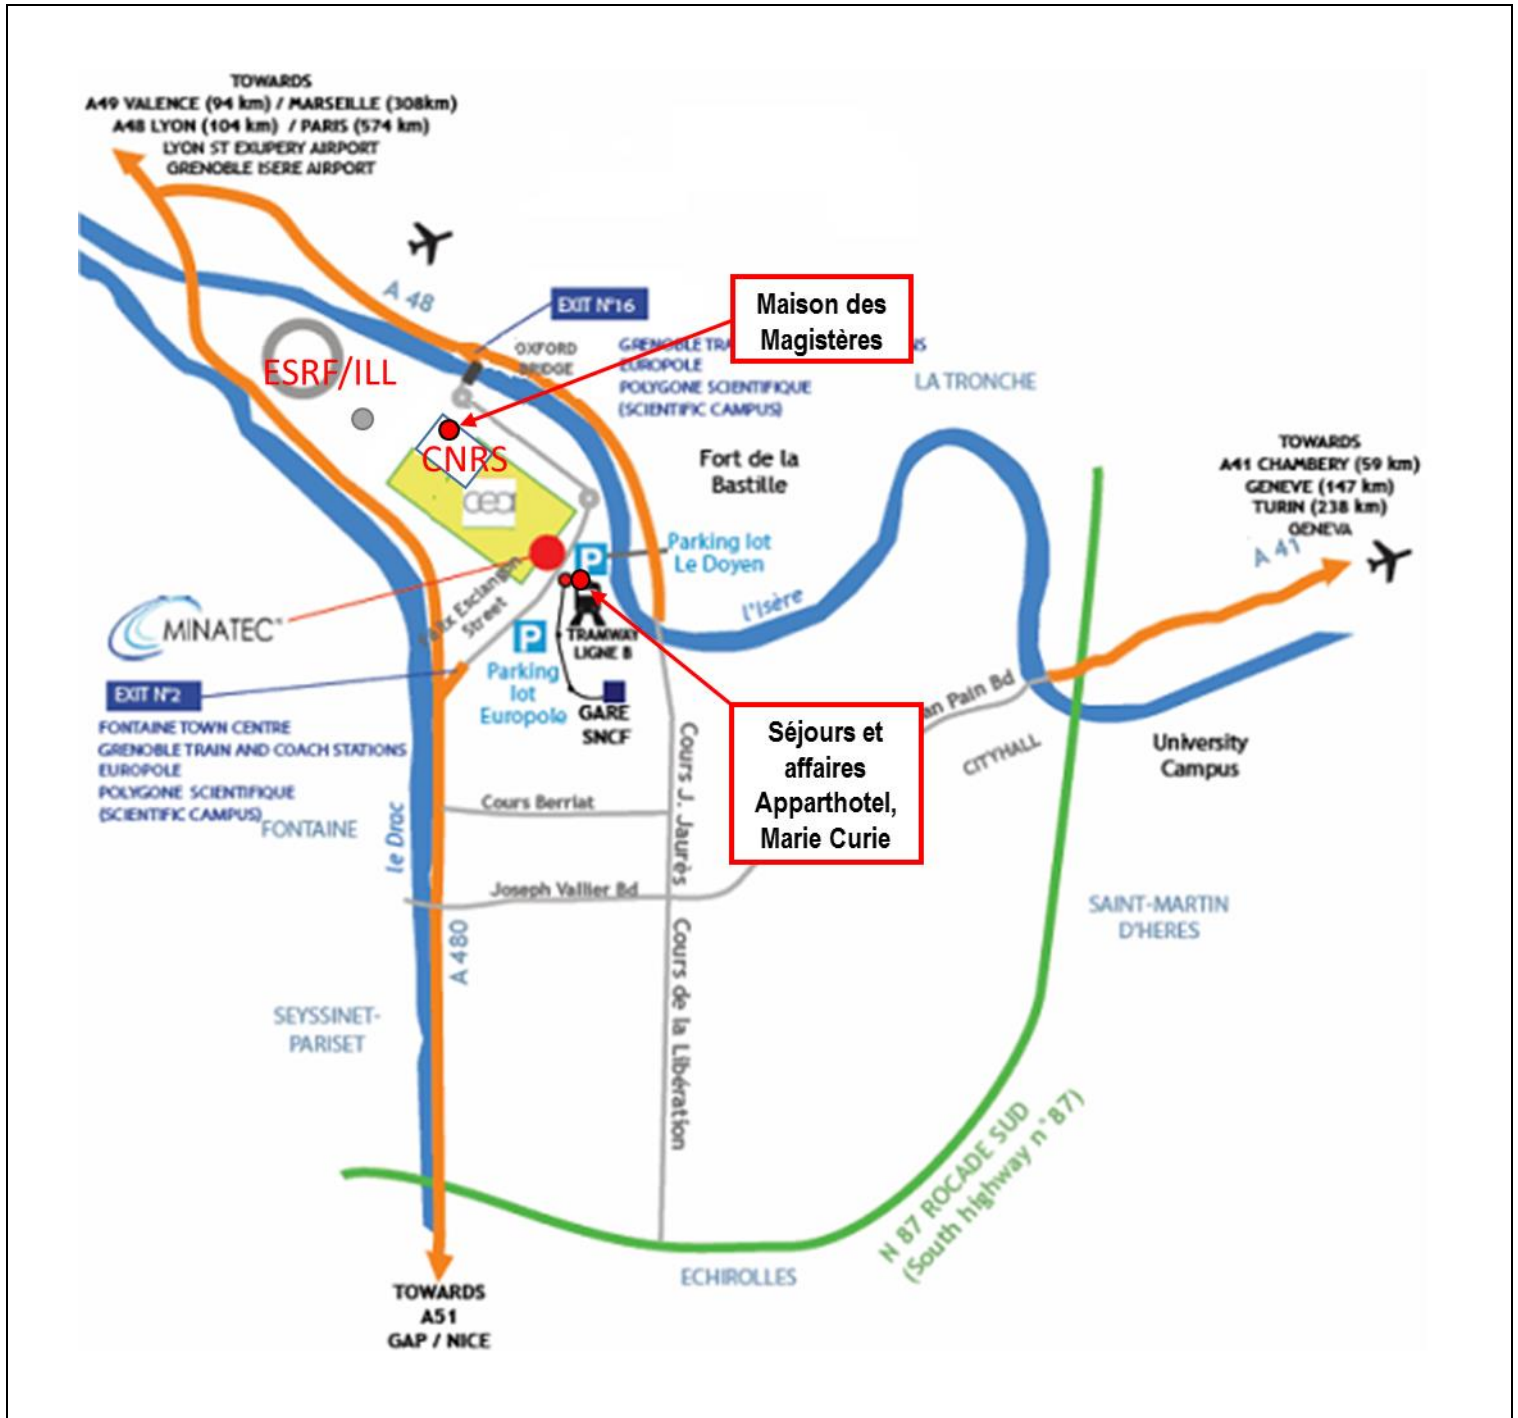 TOWARDS
A49 VALENCE (94 km) / MARSEILLE (308km)
A48 LYON (104 km) / PARIS (574 km)
LYON ST EXUPERY AIRPORT
GRENOBLE ISERE AIRPORT
A 48
EXIT N°16
Maison des
Magistères
OXFORD
BRIDGE
GRENOBLE
EUROPOLE
POLYGONE SCIENTIFIQUE
(SCIENTIFIC CAMPUS)
LA TRONCHE
ESRF/ILL
CNRS
cea
Fort de la
Bastille
TOWARDS
A41 CHAMBERY (59 km)
GENEVE (147 km)
TURIN (238 km)
GENEVA
A 41
P
Parking lot
Le Doyen
l'Isère
Esclangon
Street
MINATEC
P
Parking
lot
Europole
TRAMWAY
LIGNE B
GARE
SNCF
EXIT N°2
FONTAINE TOWN CENTRE
GRENOBLE TRAIN AND COACH STATIONS
EUROPOLE
POLYGONE SCIENTIFIQUE
(SCIENTIFIC CAMPUS)
FONTAINE
le Drac
Séjours et
affaires
Apparthotel,
Marie Curie
Pain Bd
CITYHALL
University
Campus
Cours Berriat
Cours J. Jaurès
Joseph Vallier Bd
A 480
Cours de la Libération
SAINT-MARTIN
D'HERES
SEYSSINET-
PARISET
N 87 ROCADE SUD
(South highway n°87)
ECHIROLLES
TOWARDS
A51
GAP / NICE